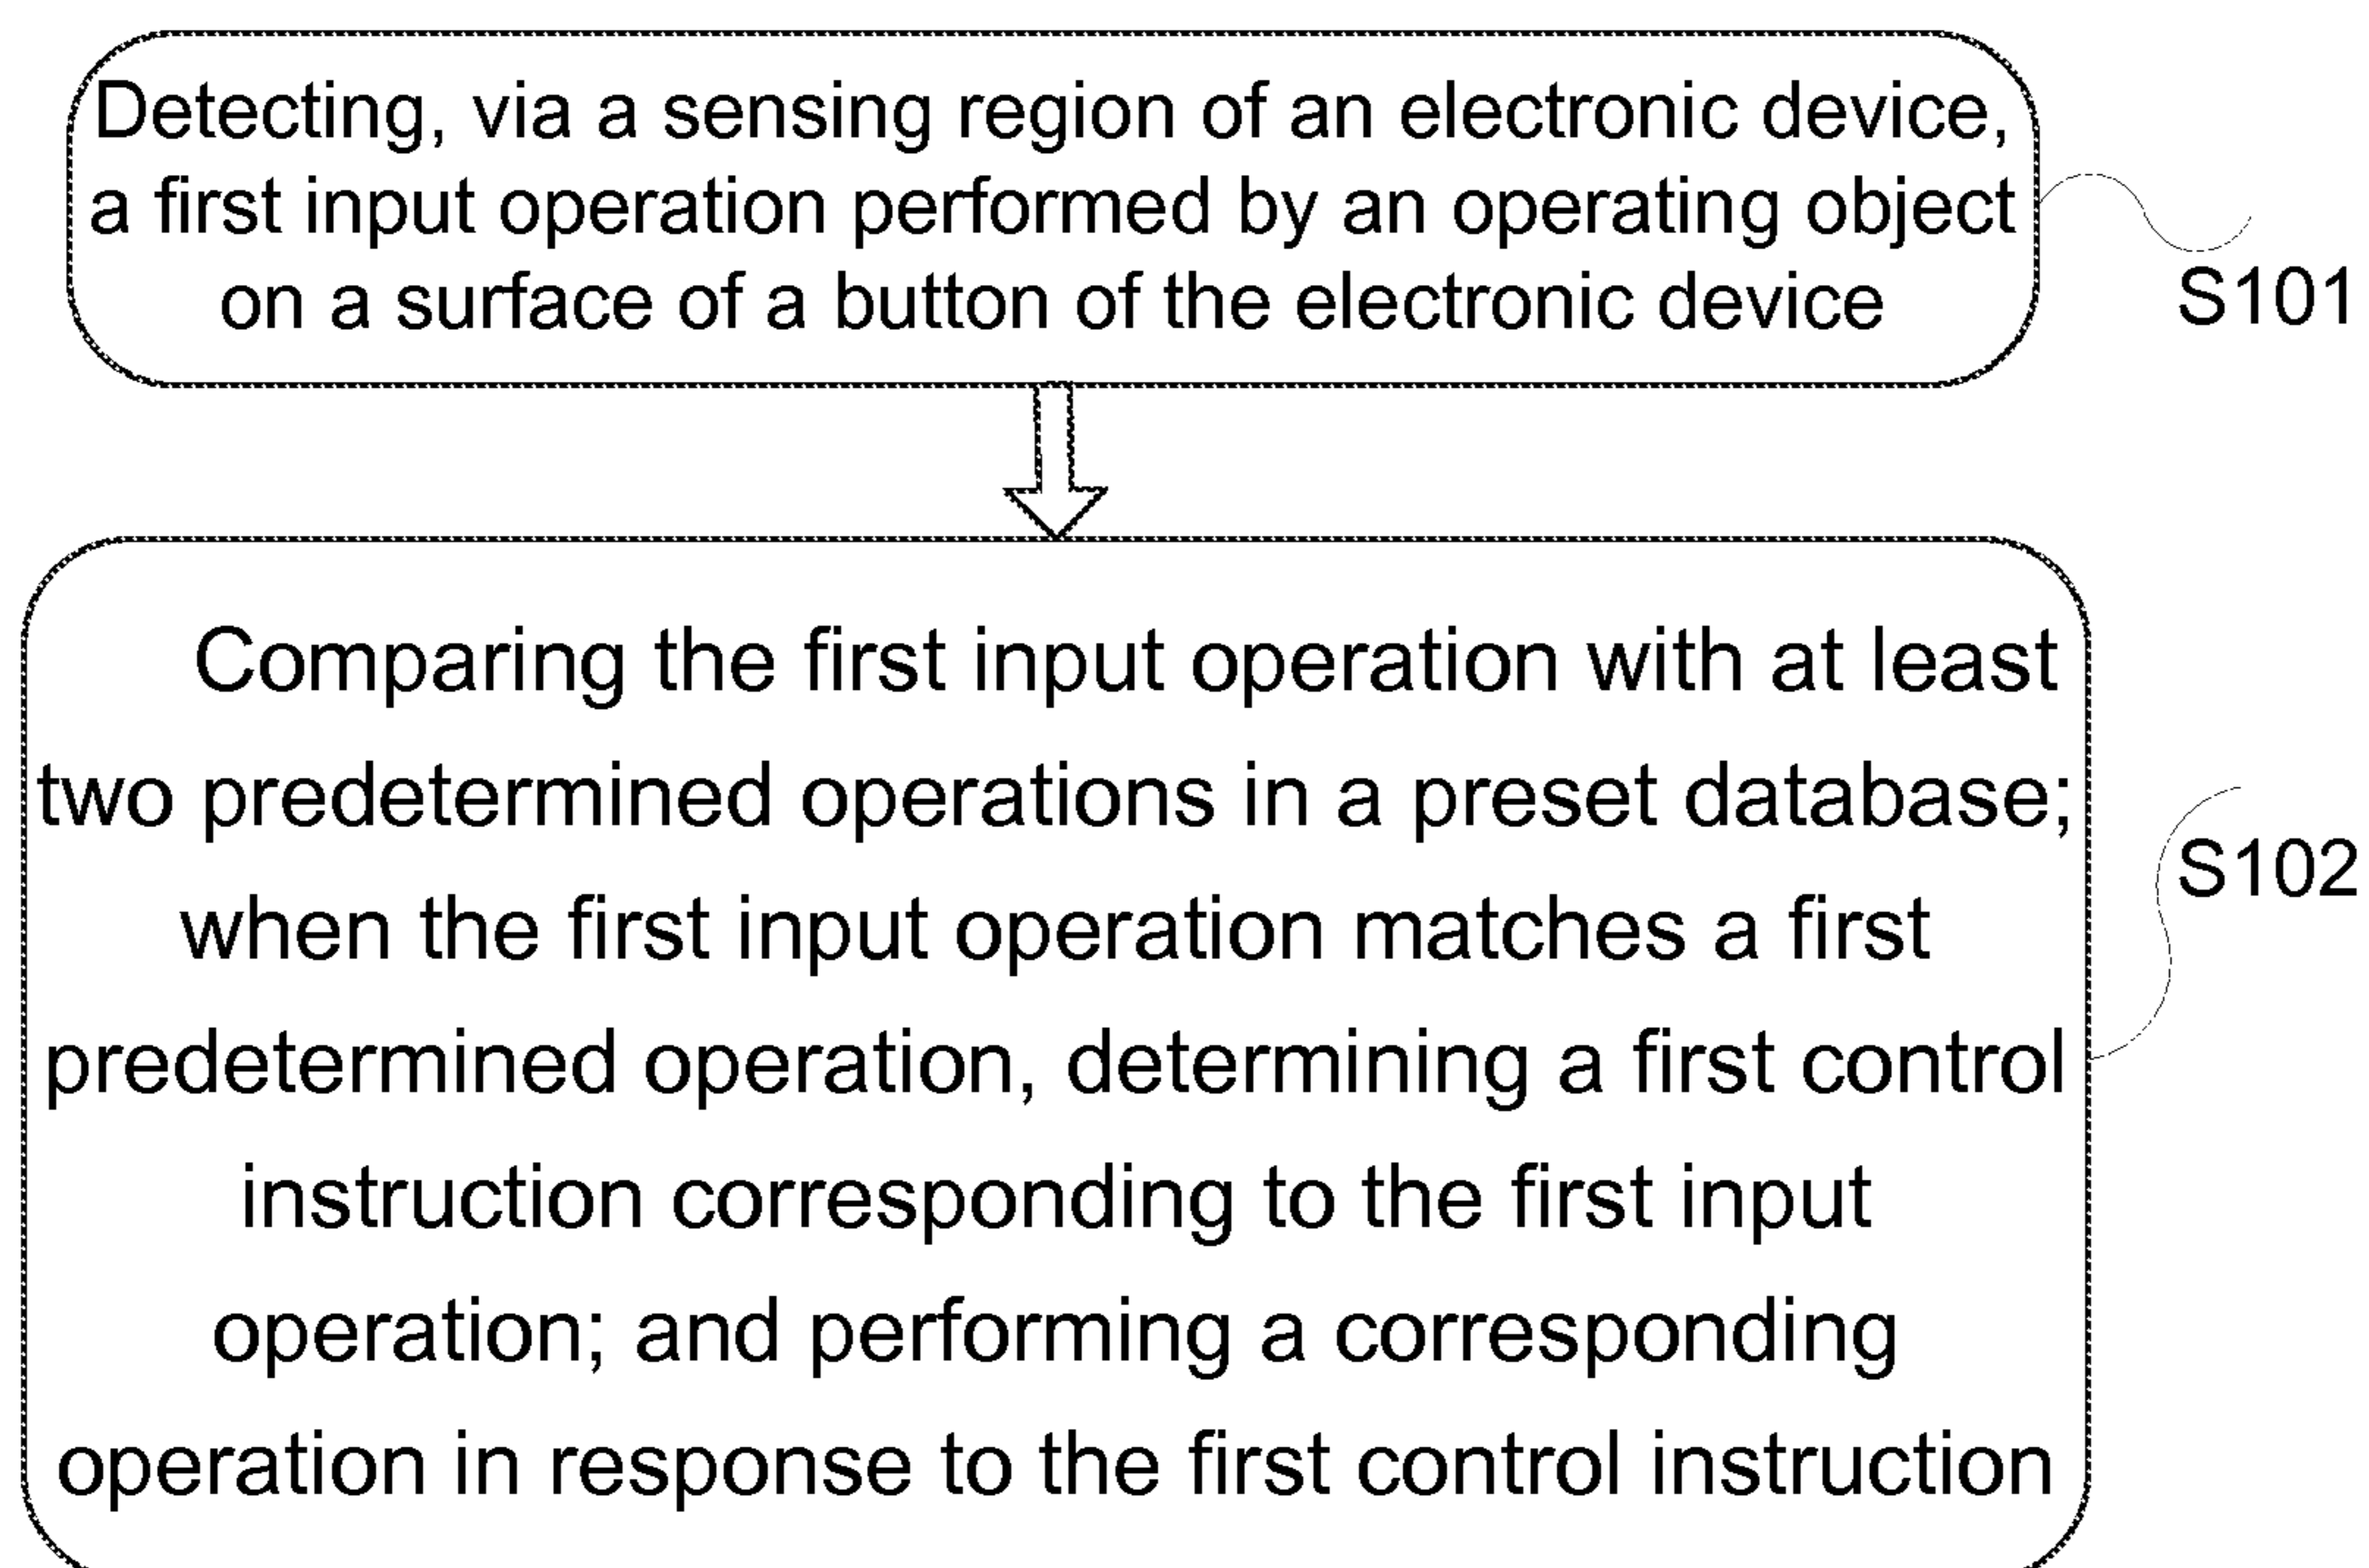 Detecting, via a sensing region of an electronic device,
a first input operation performed by an operating object
on a surface of a button of the electronic device
S101
Comparing the first input operation with at least
two predetermined operations in a preset database;
when the first input operation matches a first
predetermined operation, determining a first control
instruction corresponding to the first input
operation; and performing a corresponding
operation in response to the first control instruction
S102